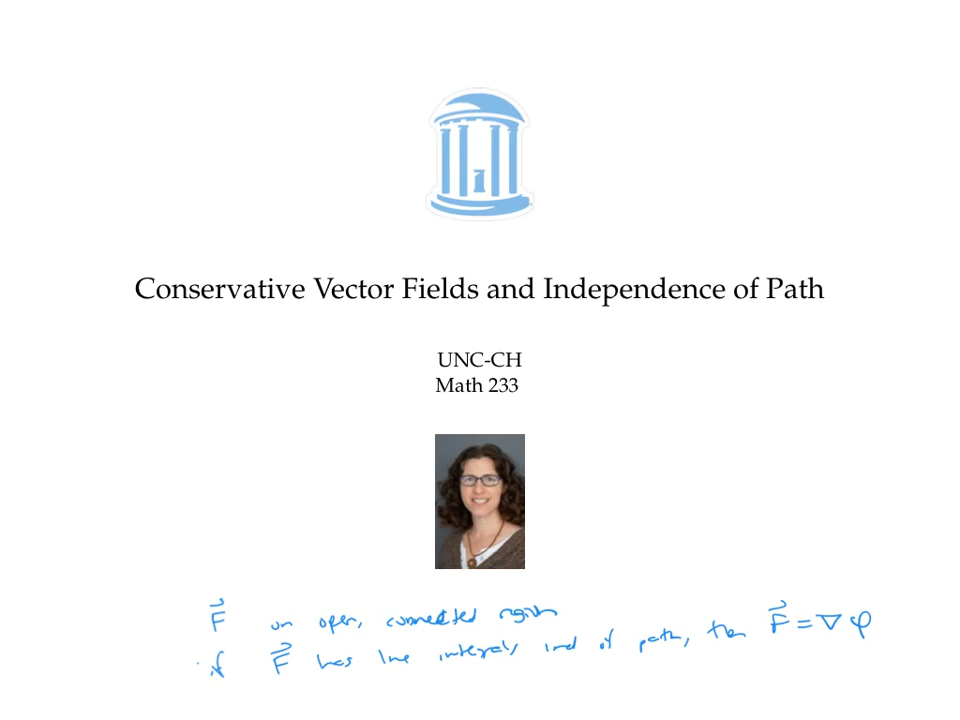 Conservative Vector Fields and Independence of Path
UNC-CH
Math 233
F⃗ on open, connected region
if F⃗ has line integrals ind of path, then F⃗ = ∇φ